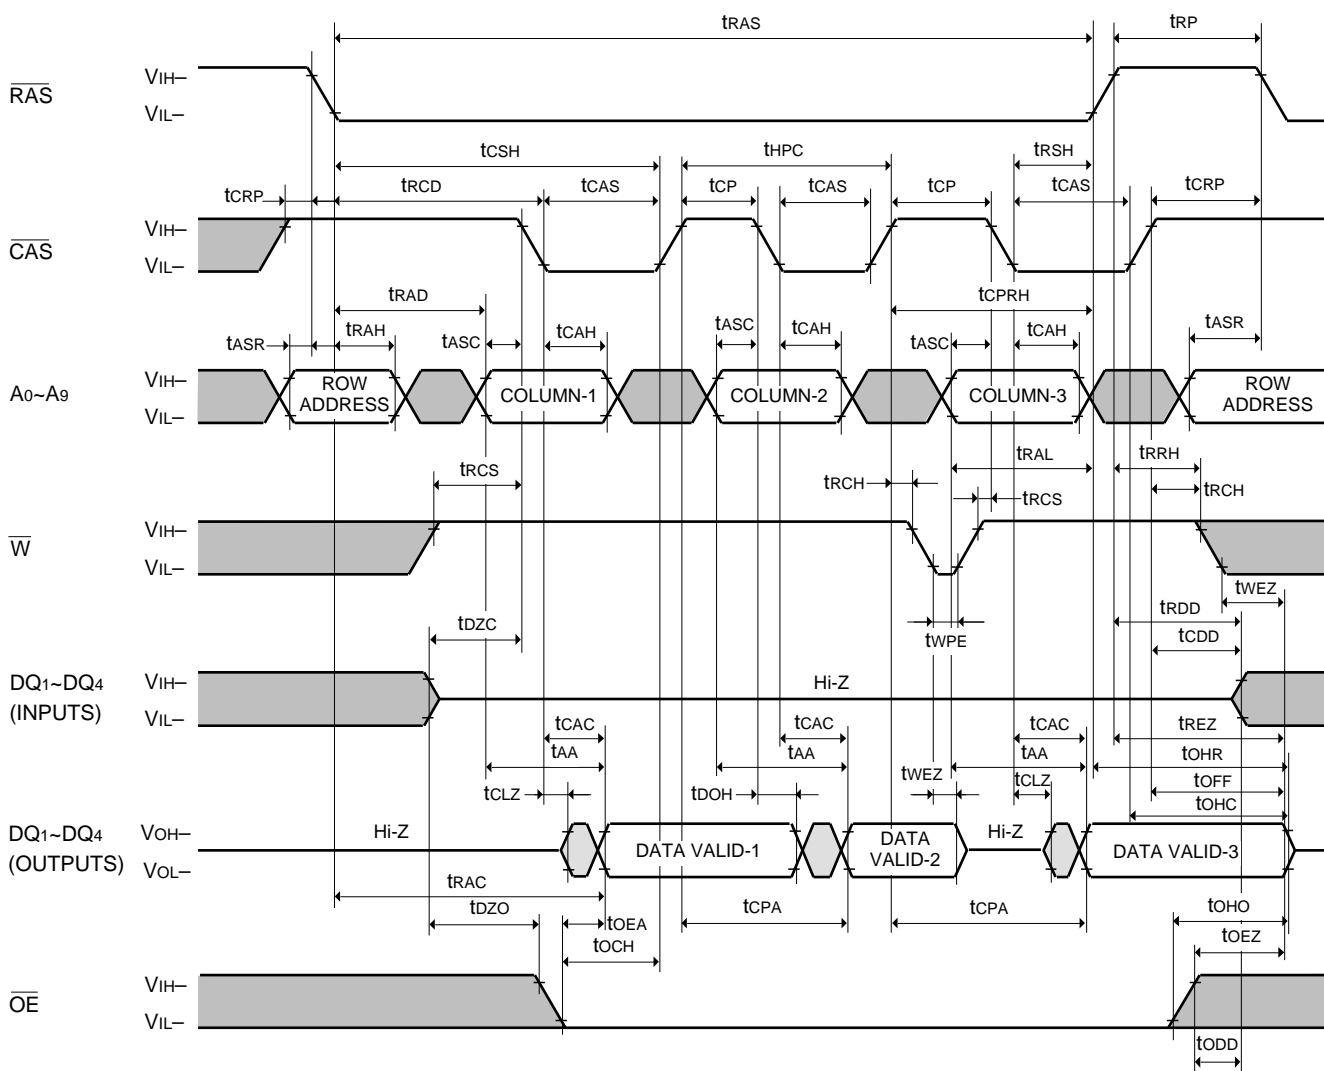 tRAS
tRP
RAS
VIH–
VIL–
tCSH
tHPC
tRSH
tCRP
tRCD
tCAS
tCP
tCAS
tCP
tCAS
tCRP
CAS
VIH–
VIL–
tRAD
tCPRH
tASR
tRAH
tASC
tCAH
tASC
tCAH
tASC
tCAH
tASR
A0~A9
VIH–
VIL–
ROW
ADDRESS
COLUMN-1
COLUMN-2
COLUMN-3
ROW
ADDRESS
tRCS
tRCH
tRAL
tRCS
tRRH
tRCH
W
VIH–
VIL–
tWEZ
tDZC
tWPE
tRDD
tCDD
DQ1~DQ4
(INPUTS)
VIH–
VIL–
Hi-Z
tCAC
tAA
tCAC
tAA
tCAC
tAA
tREZ
tOHR
tCLZ
tDOH
tWEZ
tCLZ
tOFF
tOHC
DQ1~DQ4
(OUTPUTS)
VOH–
VOL–
Hi-Z
DATA VALID-1
DATA
VALID-2
Hi-Z
DATA VALID-3
tRAC
tDZO
tOEA
tOCH
tCPA
tCPA
tOHO
tOEZ
OE
VIH–
VIL–
tODD